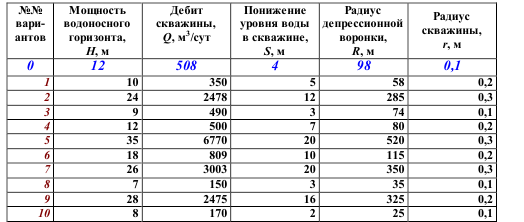 №№ вари-антов | Мощность водоносного горизонта, H, м | Дебит скважины, Q, м³/сут | Понижение уровня воды в скважине, S, м | Радиус депрессионной воронки, R, м | Радиус скважины, r, м
0 | 12 | 508 | 4 | 98 | 0,1
1 | 10 | 350 | 5 | 58 | 0,2
2 | 24 | 2478 | 12 | 285 | 0,3
3 | 9 | 490 | 3 | 74 | 0,1
4 | 12 | 500 | 7 | 80 | 0,2
5 | 35 | 6770 | 20 | 520 | 0,3
6 | 18 | 809 | 10 | 115 | 0,2
7 | 26 | 3003 | 20 | 350 | 0,3
8 | 7 | 150 | 3 | 35 | 0,1
9 | 28 | 2475 | 16 | 325 | 0,2
10 | 8 | 170 | 2 | 25 | 0,1